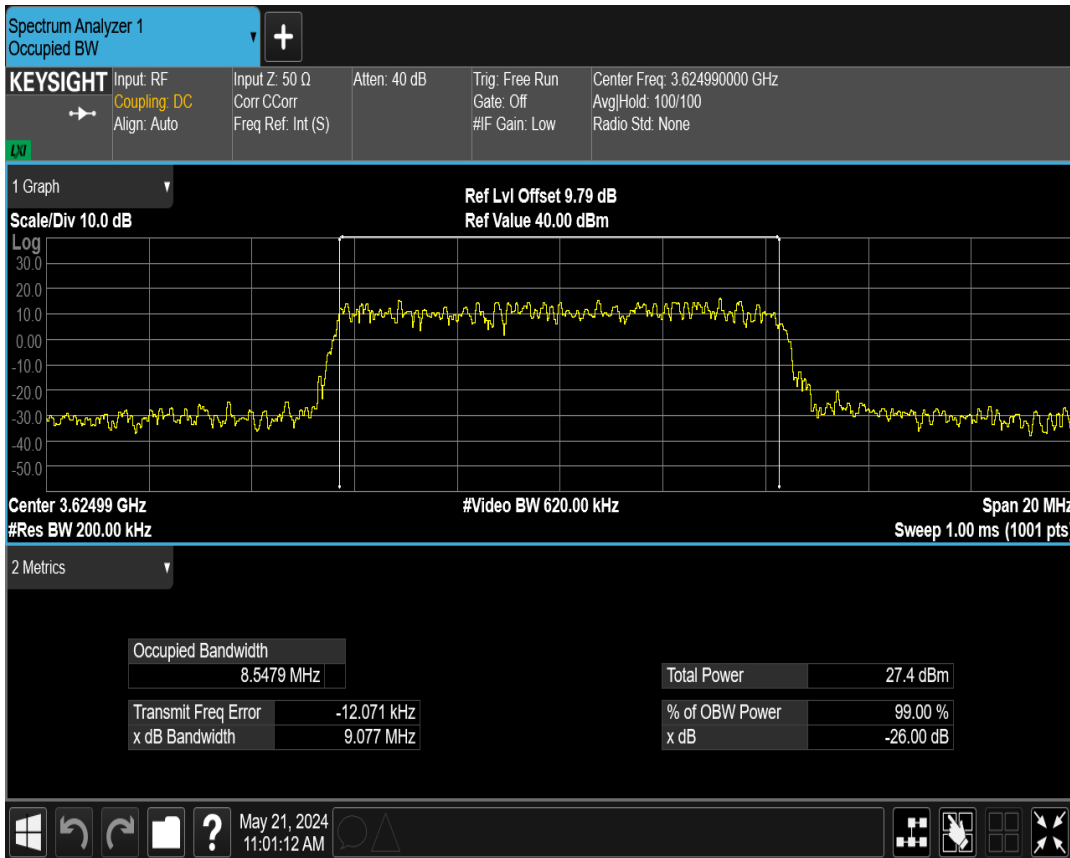 Spectrum Analyzer 1
Occupied BW
+
KEYSIGHT
LXI
Input: RF
Coupling: DC
Align: Auto
Input Z: 50 Ω
Corr CCorr
Freq Ref: Int (S)
Atten: 40 dB
Trig: Free Run
Gate: Off
#IF Gain: Low
Center Freq: 3.624990000 GHz
Avg|Hold: 100/100
Radio Std: None
1 Graph
Scale/Div 10.0 dB
Ref Lvl Offset 9.79 dB
Ref Value 40.00 dBm
Log
30.0
20.0
10.0
0.00
-10.0
-20.0
-30.0
-40.0
-50.0
Center 3.62499 GHz
#Video BW 620.00 kHz
Span 20 MHz
#Res BW 200.00 kHz
Sweep 1.00 ms (1001 pts)
2 Metrics
Occupied Bandwidth
8.5479 MHz
Total Power 27.4 dBm
Transmit Freq Error -12.071 kHz
% of OBW Power 99.00 %
x dB Bandwidth 9.077 MHz
x dB -26.00 dB
?
May 21, 2024
11:01:12 AM